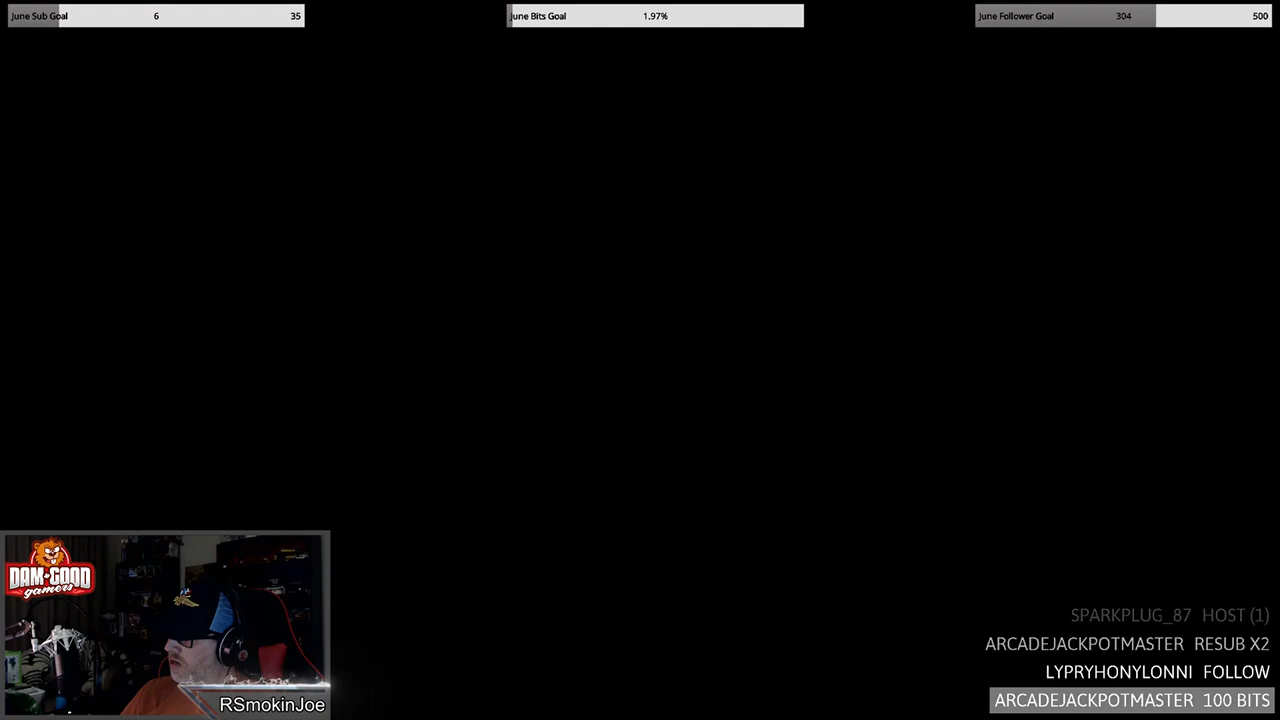 June Sub Goal 6 35
June Bits Goal 1.97%
June Follower Goal 304 500
DAM+GOOD
gamers
SPARKPLUG_87 HOST (1)
ARCADEJACKPOTMASTER RESUB X2
LYPRYHONYLONNI FOLLOW
RSmokinJoe
ARCADEJACKPOTMASTER 100 BITS